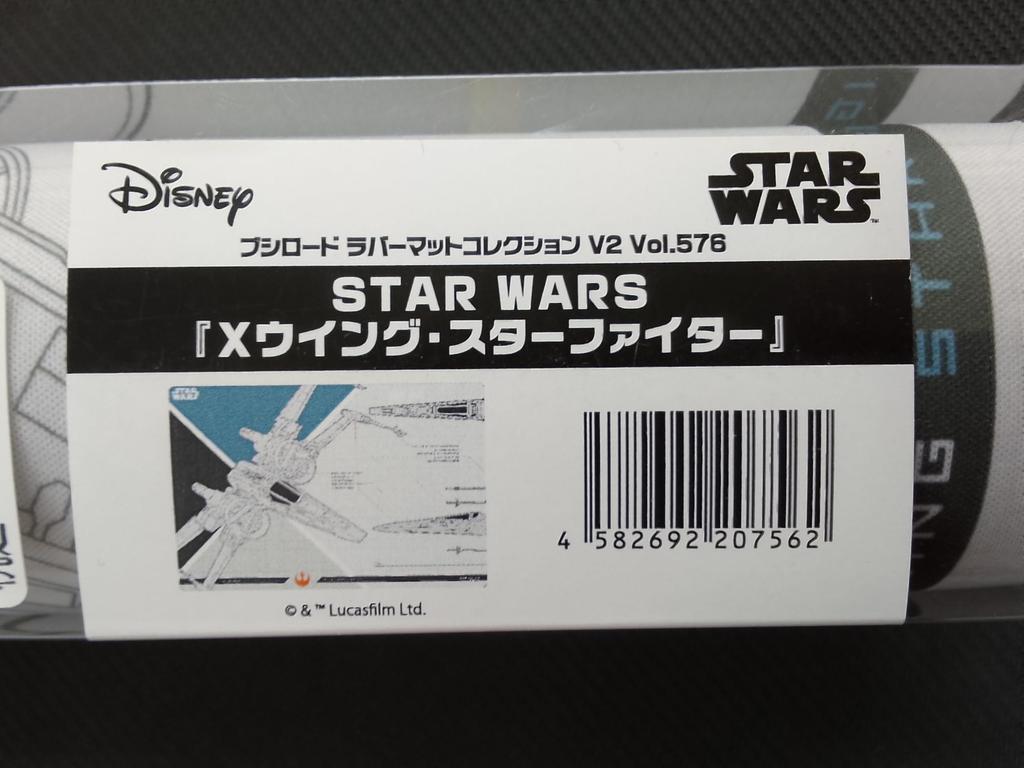 Disney
STAR WARS™
ブシロード ラバーマットコレクション V2 Vol.576
STAR WARS
『Xウイング・スターファイター』
STAR WARS
4 582692 207562
© & ™ Lucasfilm Ltd.